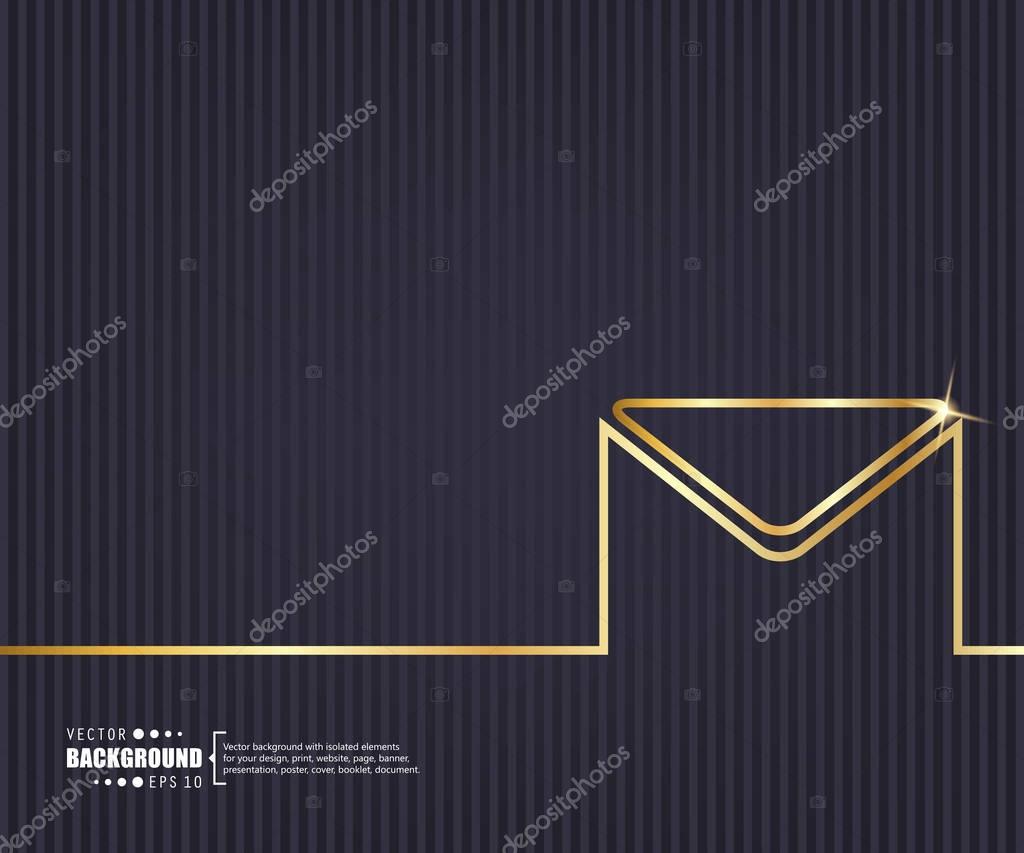 depositphotos
depositphotos
depositphotos
depositphotos
depositphotos
depositphotos
depositphotos
VECTOR
BACKGROUND
EPS 10
Vector background with isolated elements
for your design, print, website, page, banner,
presentation, poster, cover, booklet, document.
depositphotos
depositphotos